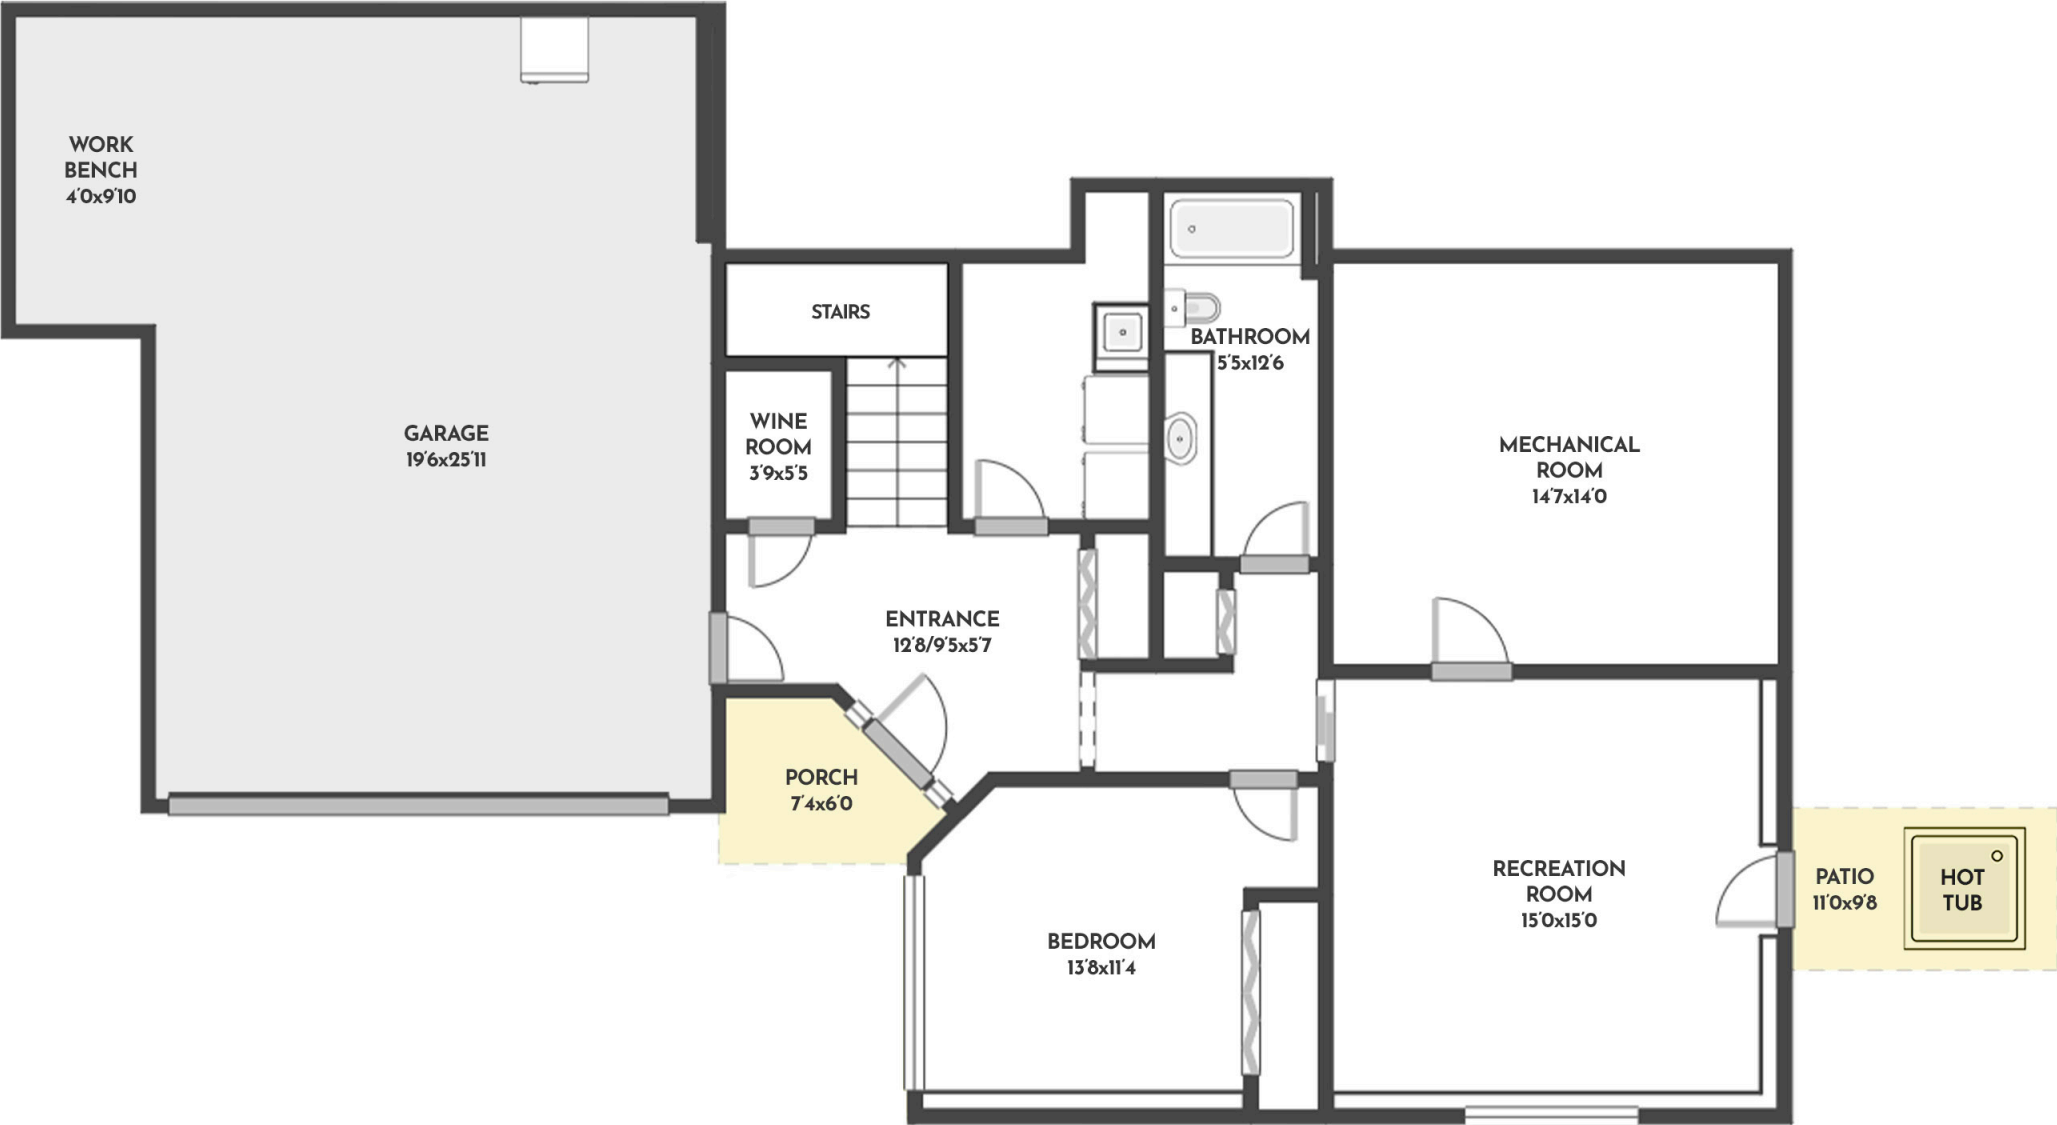 WORK
BENCH
4'0x9'10
GARAGE
19'6x25'11
STAIRS
WINE
ROOM
3'9x5'5
BATHROOM
5'5x12'6
MECHANICAL
ROOM
14'7x14'0
ENTRANCE
12'8/9'5x5'7
PORCH
7'4x6'0
BEDROOM
13'8x11'4
RECREATION
ROOM
15'0x15'0
PATIO
11'0x9'8
HOT
TUB